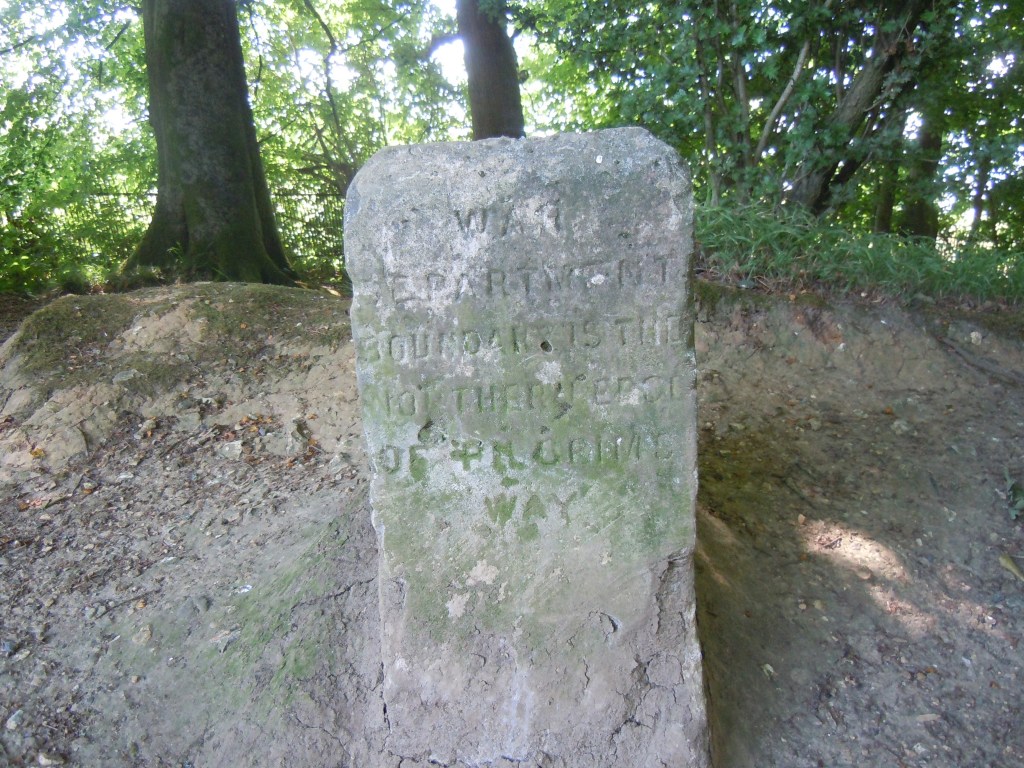 WAR
DEPARTMENT
BOUNDARY IS THE
NORTHERN EDGE
OF PILGRIMS
WAY